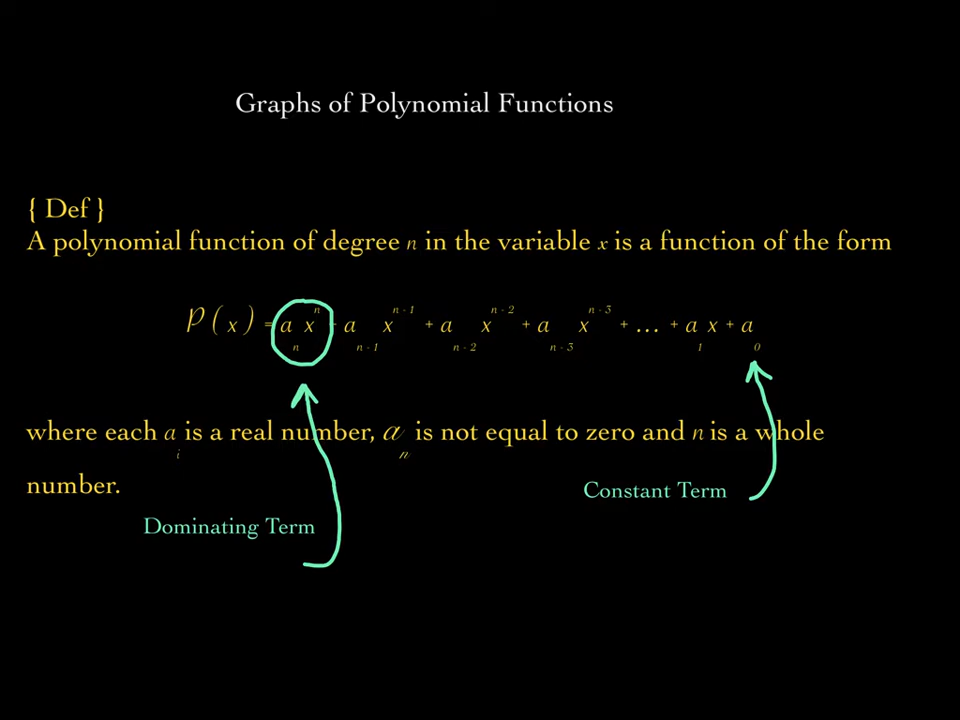 Graphs of Polynomial Functions
{ Def }
A polynomial function of degree n in the variable x is a function of the form
P(x) = aₙxⁿ + aₙ₋₁xⁿ⁻¹ + aₙ₋₂xⁿ⁻² + aₙ₋₃xⁿ⁻³ + ... + a₁x + a₀
where each aᵢ is a real number, aₙ is not equal to zero and n is a whole
number.
Constant Term
Dominating Term